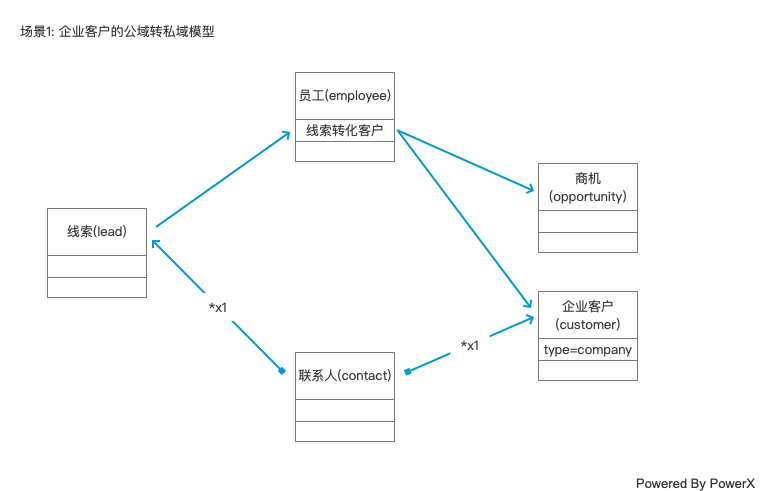 场景1: 企业客户的公域转私域模型
员工(employee)
线索转化客户
商机
(opportunity)
线索(lead)
*x1
企业客户
(customer)
type=company
*x1
联系人(contact)
Powered By PowerX